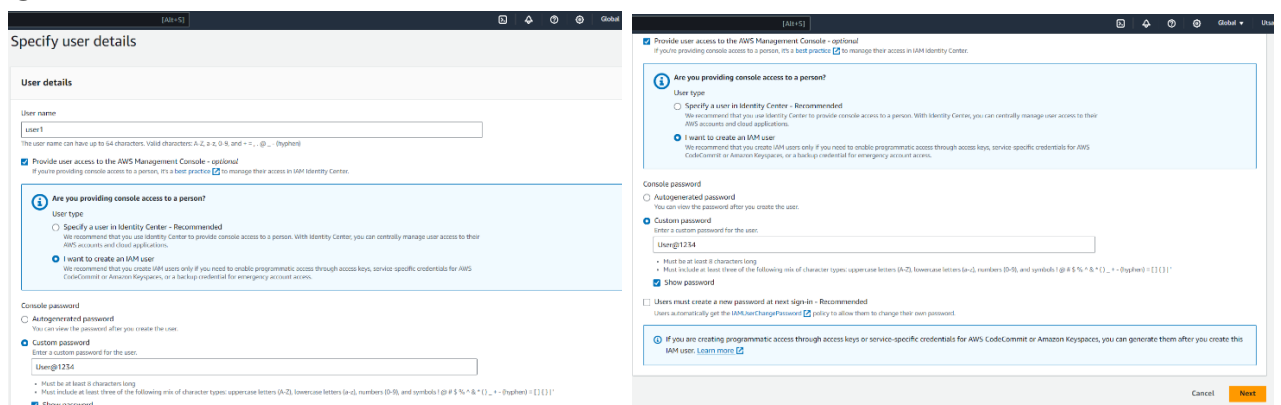 [Alt+S]
Global
Specify user details
User details
User name
user1
The user name can have up to 64 characters. Valid characters: A-Z, a-z, 0-9, and + = , . @ _ - (hyphen)
Provide user access to the AWS Management Console - optional
If you're providing console access to a person, it's a best practice to manage their access in IAM Identity Center.
Are you providing console access to a person?
User type
Specify a user in Identity Center - Recommended
We recommend that you use Identity Center to provide console access to a person. With Identity Center, you can centrally manage user access to their
AWS accounts and cloud applications.
I want to create an IAM user
We recommend that you create IAM users only if you need to enable programmatic access through access keys, service-specific credentials for AWS
CodeCommit or Amazon Keyspaces, or a backup credential for emergency account access.
Console password
Autogenerated password
You can view the password after you create the user.
Custom password
Enter a custom password for the user.
User@1234
• Must be at least 8 characters long
• Must include at least three of the following mix of character types: uppercase letters (A-Z), lowercase letters (a-z), numbers (0-9), and symbols ! @ # $ % ^ & * ( ) _ + - (hyphen) = [ ] { } | '
Show password
[Alt+S]
Global
Provide user access to the AWS Management Console - optional
If you're providing console access to a person, it's a best practice to manage their access in IAM Identity Center.
Are you providing console access to a person?
User type
Specify a user in Identity Center - Recommended
We recommend that you use Identity Center to provide console access to a person. With Identity Center, you can centrally manage user access to their
AWS accounts and cloud applications.
I want to create an IAM user
We recommend that you create IAM users only if you need to enable programmatic access through access keys, service-specific credentials for AWS
CodeCommit or Amazon Keyspaces, or a backup credential for emergency account access.
Console password
Autogenerated password
You can view the password after you create the user.
Custom password
Enter a custom password for the user.
User@1234
• Must be at least 8 characters long
• Must include at least three of the following mix of character types: uppercase letters (A-Z), lowercase letters (a-z), numbers (0-9), and symbols ! @ # $ % ^ & * ( ) _ + - (hyphen) = [ ] { } | '
Show password
Users must create a new password at next sign-in - Recommended
Users automatically get the IAMUserChangePassword policy to allow them to change their own password.
If you are creating programmatic access through access keys or service-specific credentials for AWS CodeCommit or Amazon Keyspaces, you can generate them after you create this
IAM user. Learn more
Cancel Next